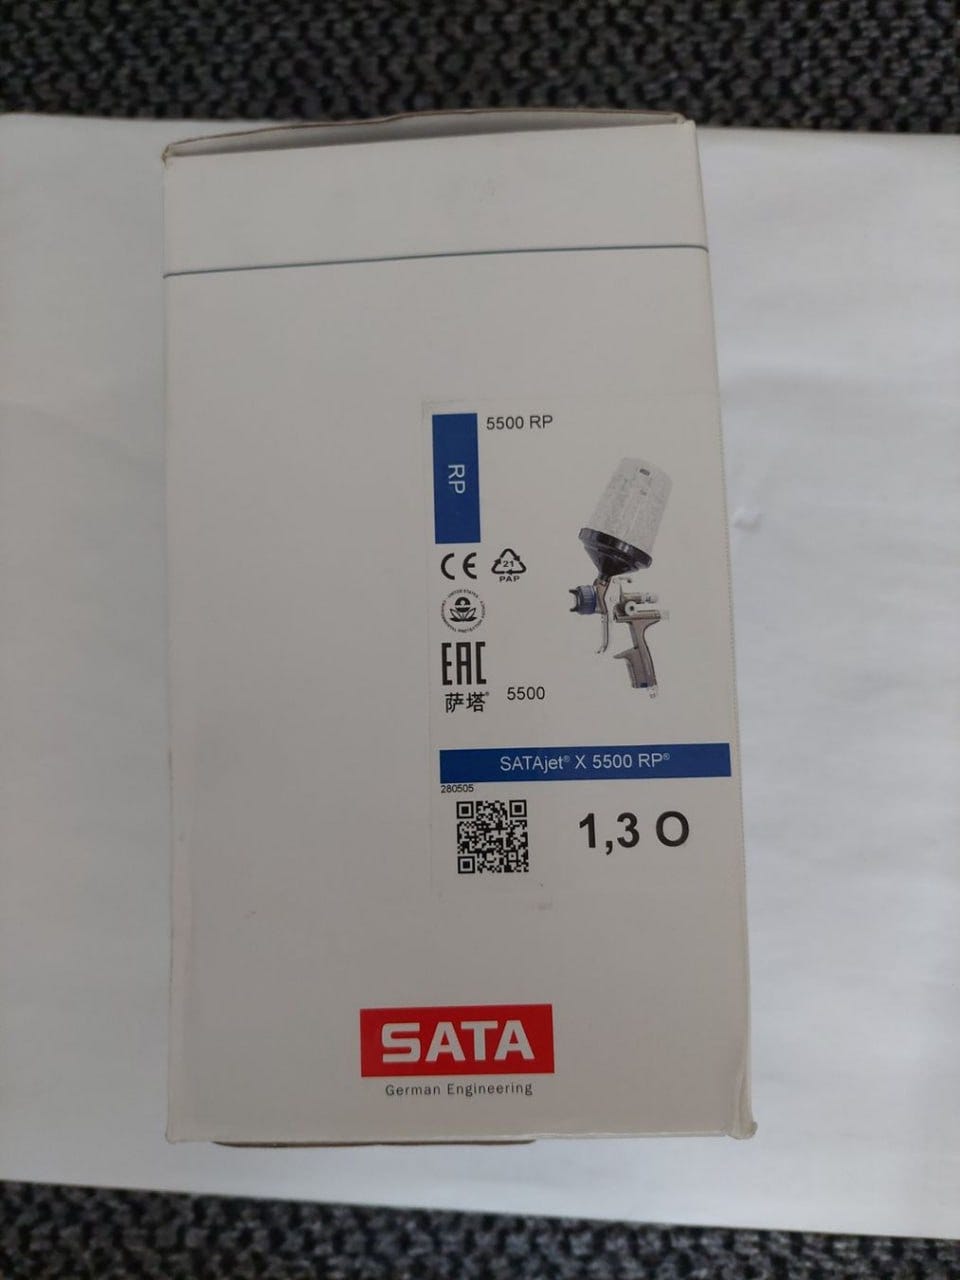 5500 RP
RP
CE
21
PAP
EAC
萨塔®
5500
SATAjet® X 5500 RP®
280505
1,3 O
SATA
German Engineering